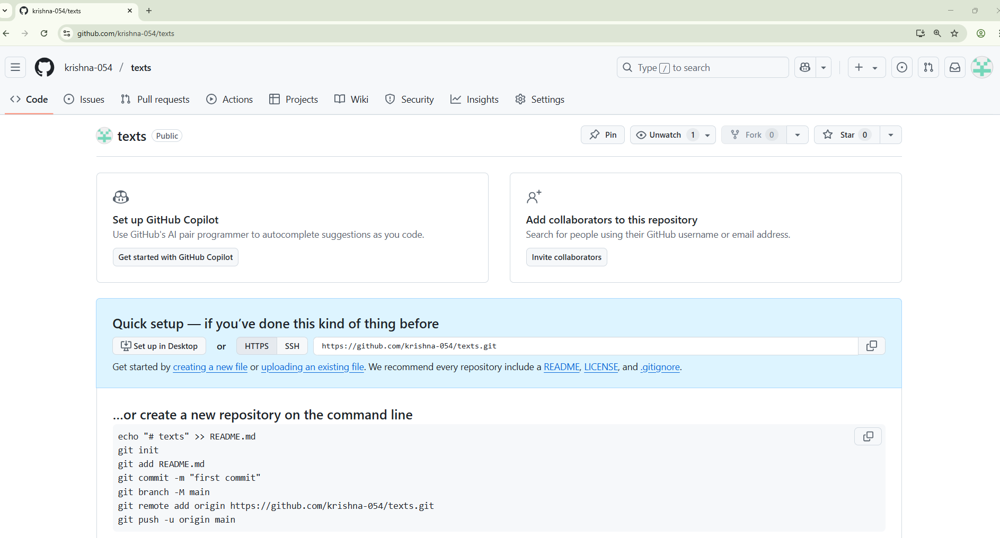 krishna-054/texts
github.com/krishna-054/texts
krishna-054 / texts
Type / to search
Code Issues Pull requests Actions Projects Wiki Security Insights Settings
texts Public
Pin Unwatch 1 Fork 0 Star 0
Set up GitHub Copilot
Use GitHub's AI pair programmer to autocomplete suggestions as you code.
Get started with GitHub Copilot
Add collaborators to this repository
Search for people using their GitHub username or email address.
Invite collaborators
Quick setup — if you’ve done this kind of thing before
Set up in Desktop or HTTPS SSH https://github.com/krishna-054/texts.git
Get started by creating a new file or uploading an existing file. We recommend every repository include a README, LICENSE, and .gitignore.
…or create a new repository on the command line
echo "# texts" >> README.md
git init
git add README.md
git commit -m "first commit"
git branch -M main
git remote add origin https://github.com/krishna-054/texts.git
git push -u origin main